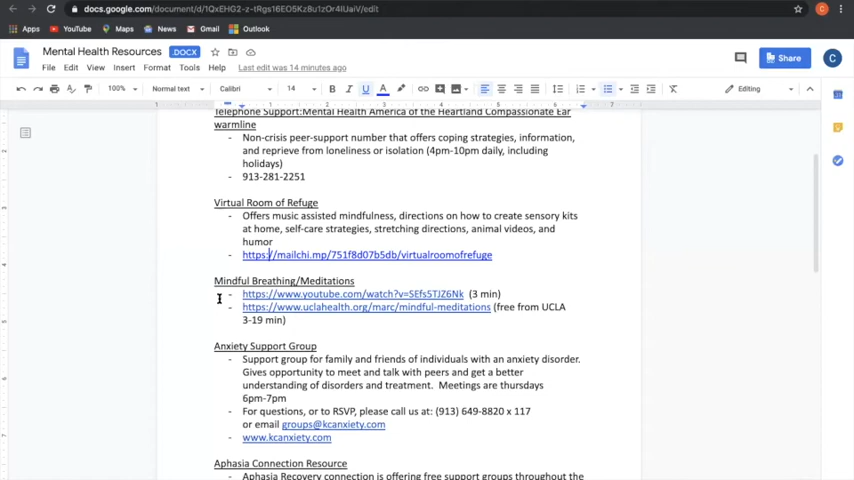 docs.google.com/document/d/1QxEHG2-z-tRgs16EO5Kz8u1zOr4IUaiV/edit
C
Apps YouTube Maps News Gmail Outlook
Mental Health Resources .DOCX
File Edit View Insert Format Tools Help Last edit was 14 minutes ago
Share C
100% Normal text Calibri 14 B I U A Editing
1 1 2 3 4 5 6 7
Telephone Support:Mental Health America of the Heartland Compassionate Ear
warmline
- Non-crisis peer-support number that offers coping strategies, information,
and reprieve from loneliness or isolation (4pm-10pm daily, including
holidays)
- 913-281-2251
Virtual Room of Refuge
- Offers music assisted mindfulness, directions on how to create sensory kits
at home, self-care strategies, stretching directions, animal videos, and
humor
- https://mailchi.mp/751f8d07b5db/virtualroomofrefuge
Mindful Breathing/Meditations
- https://www.youtube.com/watch?v=SEfs5TJZ6Nk (3 min)
- https://www.uclahealth.org/marc/mindful-meditations (free from UCLA
3-19 min)
Anxiety Support Group
- Support group for family and friends of individuals with an anxiety disorder.
Gives opportunity to meet and talk with peers and get a better
understanding of disorders and treatment. Meetings are thursdays
6pm-7pm
- For questions, or to RSVP, please call us at: (913) 649-8820 x 117
or email groups@kcanxiety.com
- www.kcanxiety.com
Aphasia Connection Resource
- Aphasia Recovery connection is offering free support groups throughout the